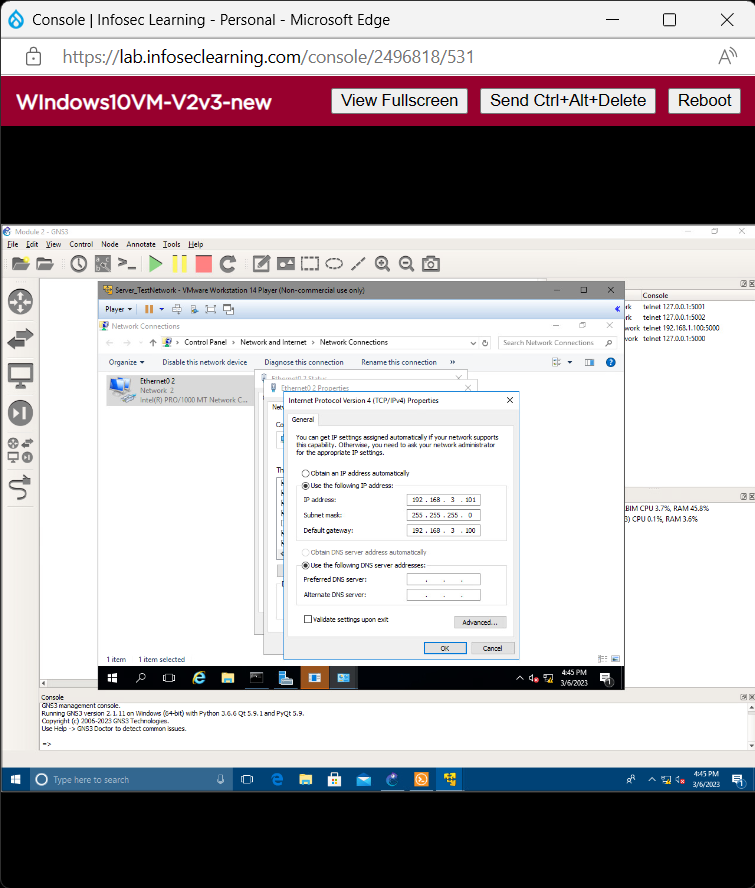 Console | Infosec Learning - Personal - Microsoft Edge
https://lab.infoseclearning.com/console/2496818/531
WIndows10VM-V2v3-new
View Fullscreen
Send Ctrl+Alt+Delete
Reboot
Module 2 - GNS3
File Edit View Control Node Annotate Tools Help
Server_TestNetwork - VMware Workstation 14 Player (Non-commercial use only)
Player
Network Connections
Control Panel > Network and Internet > Network Connections
Search Network Connections
Organize
Disable this network device
Diagnose this connection
Rename this connection
»
Ethernet0 2
Network 2
Intel(R) PRO/1000 MT Network C...
Ethernet0 2 Status
Ethernet0 2 Properties
Internet Protocol Version 4 (TCP/IPv4) Properties
General
You can get IP settings assigned automatically if your network supports
this capability. Otherwise, you need to ask your network administrator
for the appropriate IP settings.
Obtain an IP address automatically
Use the following IP address:
IP address:
192 . 168 . 3 . 101
Subnet mask:
255 . 255 . 255 . 0
Default gateway:
192 . 168 . 3 . 100
Obtain DNS server address automatically
Use the following DNS server addresses:
Preferred DNS server:
Alternate DNS server:
Validate settings upon exit
Advanced...
OK
Cancel
1 item
1 item selected
4:45 PM
3/6/2023
Console
rk telnet 127.0.0.1:5001
rk telnet 127.0.0.1:5002
work telnet 192.168.1.100:5000
work telnet 127.0.0.1:5000
BIM CPU 3.7%, RAM 45.8%
3) CPU 0.1%, RAM 3.6%
Console
GNS3 management console.
Running GNS3 version 2.1.11 on Windows (64-bit) with Python 3.6.6 Qt 5.9.1 and PyQt 5.9.
Copyright (c) 2006-2023 GNS3 Technologies.
Use Help -> GNS3 Doctor to detect common issues.
=>
Type here to search
4:45 PM
3/6/2023